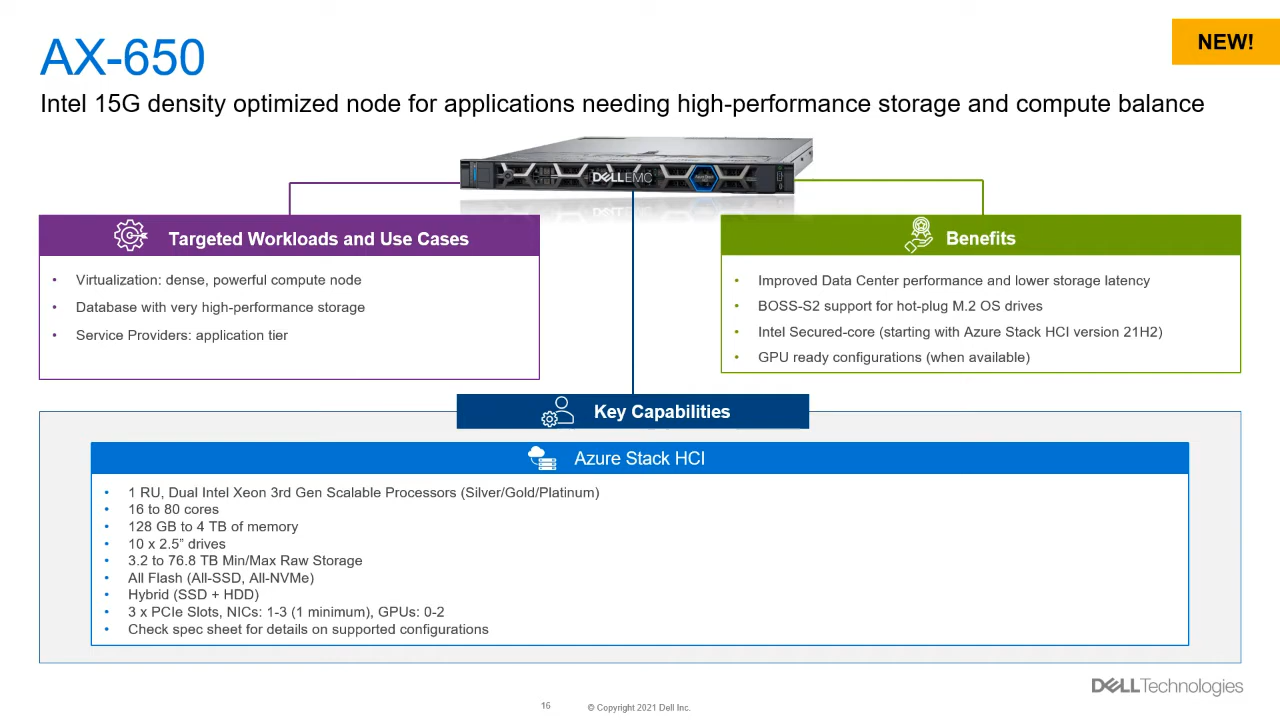 AX-650
NEW!
Intel 15G density optimized node for applications needing high-performance storage and compute balance
DELLEMC
Targeted Workloads and Use Cases
• Virtualization: dense, powerful compute node
• Database with very high-performance storage
• Service Providers: application tier
Benefits
• Improved Data Center performance and lower storage latency
• BOSS-S2 support for hot-plug M.2 OS drives
• Intel Secured-core (starting with Azure Stack HCI version 21H2)
• GPU ready configurations (when available)
Key Capabilities
Azure Stack HCI
• 1 RU, Dual Intel Xeon 3rd Gen Scalable Processors (Silver/Gold/Platinum)
• 16 to 80 cores
• 128 GB to 4 TB of memory
• 10 x 2.5” drives
• 3.2 to 76.8 TB Min/Max Raw Storage
• All Flash (All-SSD, All-NVMe)
• Hybrid (SSD + HDD)
• 3 x PCIe Slots, NICs: 1-3 (1 minimum), GPUs: 0-2
• Check spec sheet for details on supported configurations
DELLTechnologies
16
© Copyright 2021 Dell Inc.